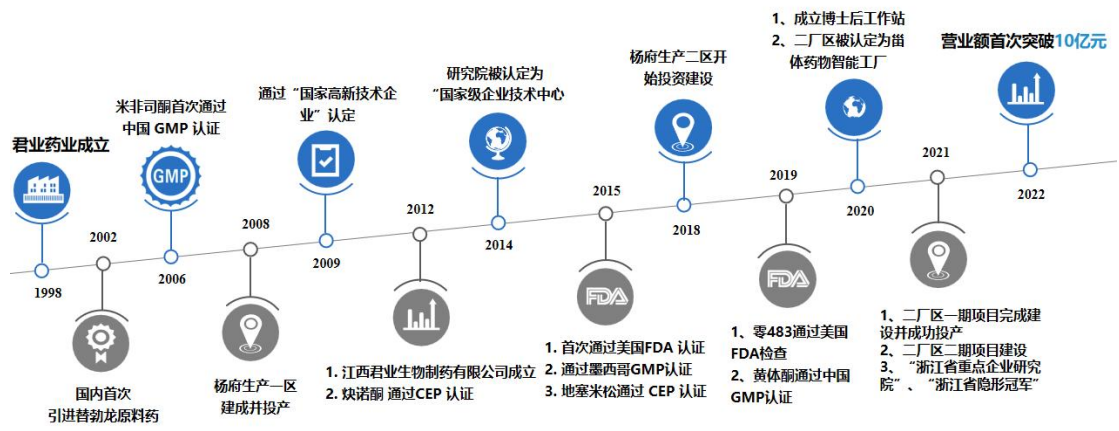 君业药业成立
1998
2002
国内首次
引进替勃龙原料药
米非司酮首次通过
中国 GMP 认证
GMP
2006
2008
杨府生产一区
建成并投产
通过“国家高新技术企
业”认定
2009
2012
1. 江西君业生物制药有限公司成立
2. 炔诺酮 通过CEP 认证
研究院被认定为
“国家级企业技术中心
2014
2015
FDA
1. 首次通过美国FDA 认证
2. 通过墨西哥GMP认证
3. 地塞米松通过 CEP 认证
杨府生产二区开
始投资建设
2018
2019
FDA
1、零483通过美国
FDA检查
2、黄体酮通过中国
GMP认证
1、成立博士后工作站
2、二厂区被认定为甾
体药物智能工厂
2020
2021
1、二厂区一期项目完成建
设并成功投产
2、二厂区二期项目建设
3、“浙江省重点企业研究
院”、“浙江省隐形冠军”
营业额首次突破10亿元
2022